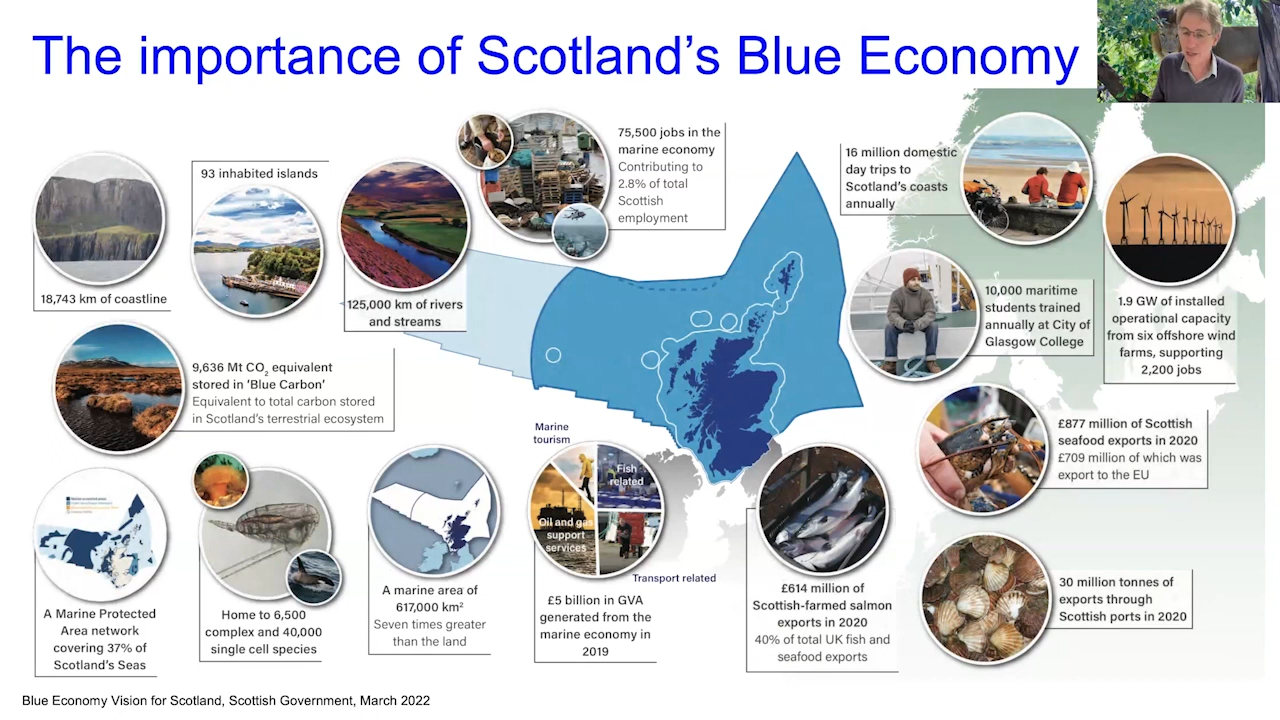 The importance of Scotland's Blue Economy
75,500 jobs in the
marine economy
Contributing to
2.8% of total
Scottish
employment
16 million domestic
day trips to
Scotland's coasts
annually
93 inhabited islands
18,743 km of coastline
125,000 km of rivers
and streams
10,000 maritime
students trained
annually at City of
Glasgow College
1.9 GW of installed
operational capacity
from six offshore wind
farms, supporting
2,200 jobs
9,636 Mt CO₂ equivalent
stored in 'Blue Carbon'
Equivalent to total carbon stored
in Scotland's terrestrial ecosystem
£877 million of Scottish
seafood exports in 2020
£709 million of which was
export to the EU
Marine
tourism
Fish
related
Oil and gas
support
services
Transport related
A Marine Protected
Area network
covering 37% of
Scotland's Seas
Home to 6,500
complex and 40,000
single cell species
A marine area of
617,000 km²
Seven times greater
than the land
£5 billion in GVA
generated from the
marine economy in
2019
£614 million of
Scottish-farmed salmon
exports in 2020
40% of total UK fish and
seafood exports
30 million tonnes of
exports through
Scottish ports in 2020
Blue Economy Vision for Scotland, Scottish Government, March 2022